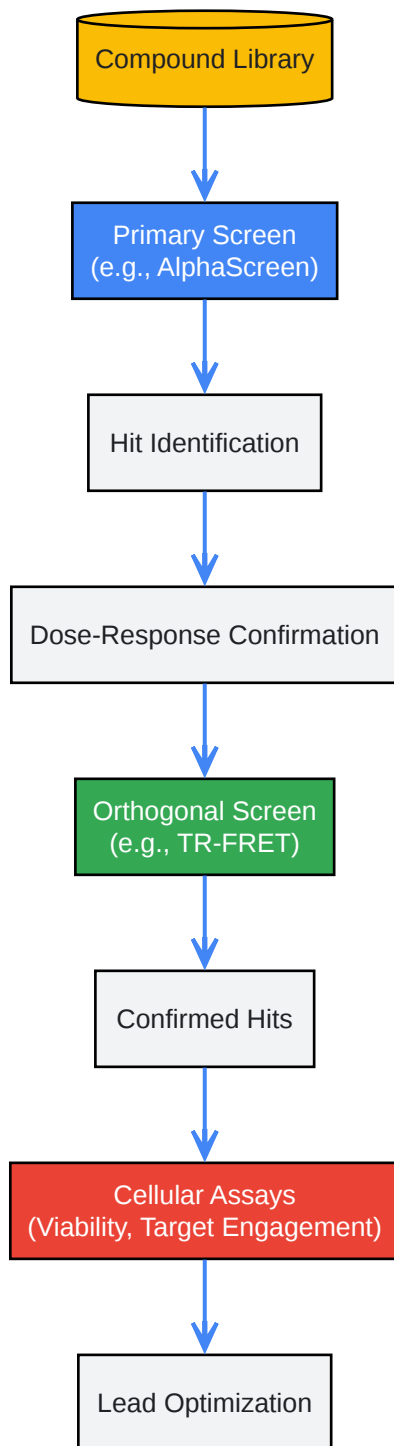 Compound Library
Primary Screen
(e.g., AlphaScreen)
Hit Identification
Dose-Response Confirmation
Orthogonal Screen
(e.g., TR-FRET)
Confirmed Hits
Cellular Assays
(Viability, Target Engagement)
Lead Optimization